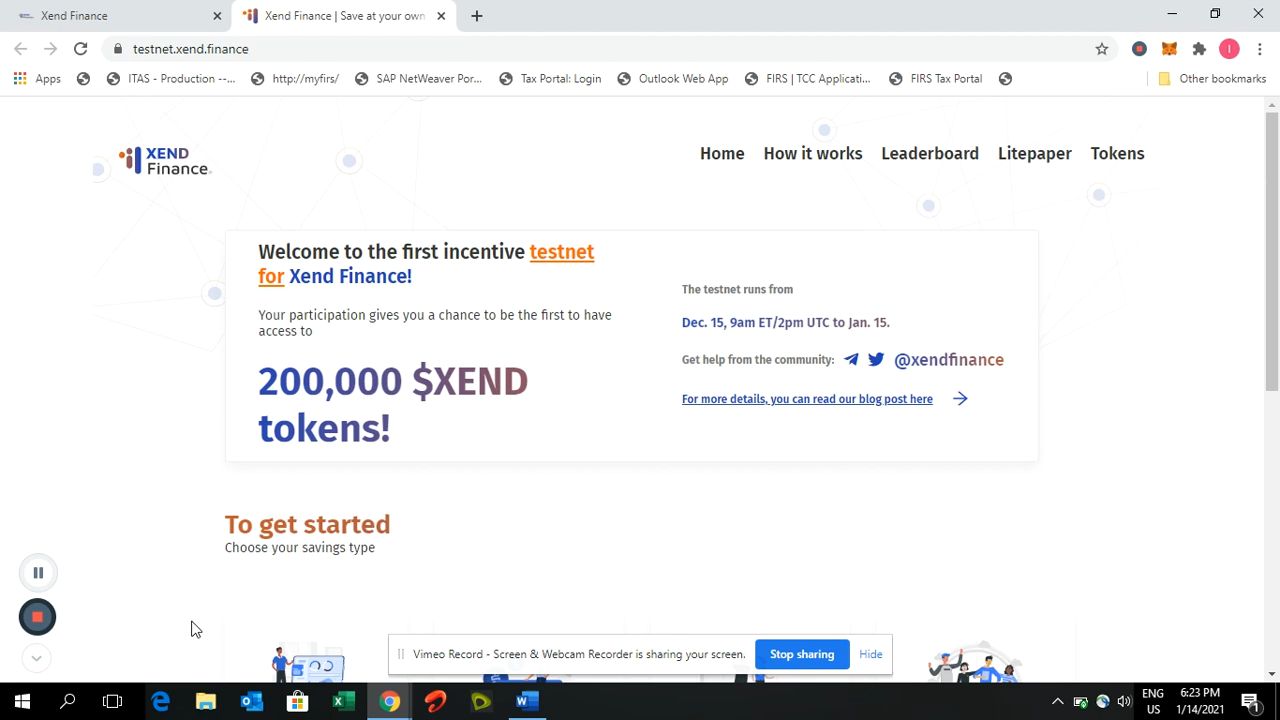 Xend Finance
Xend Finance | Save at your own
testnet.xend.finance
Apps
ITAS - Production --...
http://myfirs/
SAP NetWeaver Por...
Tax Portal: Login
Outlook Web App
FIRS | TCC Applicati...
FIRS Tax Portal
Other bookmarks
XEND
Finance.
Home
How it works
Leaderboard
Litepaper
Tokens
Welcome to the first incentive testnet
for Xend Finance!
Your participation gives you a chance to be the first to have
access to
200,000 $XEND
tokens!
The testnet runs from
Dec. 15, 9am ET/2pm UTC to Jan. 15.
Get help from the community: @xendfinance
For more details, you can read our blog post here
To get started
Choose your savings type
Vimeo Record - Screen & Webcam Recorder is sharing your screen.
Stop sharing
Hide
ENG
US
6:23 PM
1/14/2021